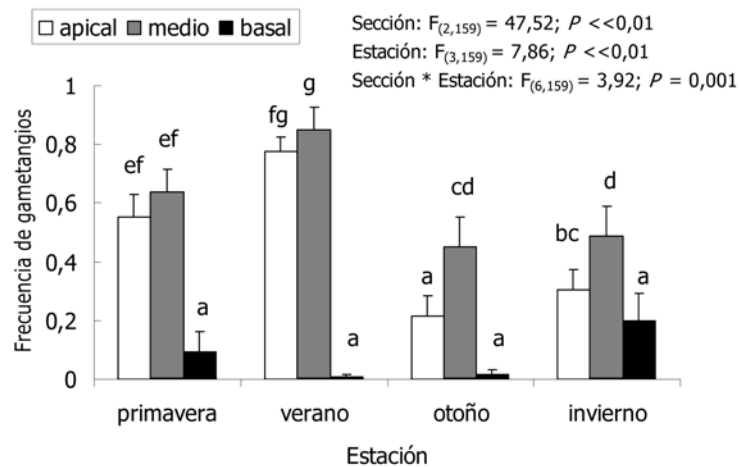 apical medio basal
Sección: F(2,159) = 47,52; P <<0,01
Estación: F(3,159) = 7,86; P <<0,01
Sección * Estación: F(6,159) = 3,92; P = 0,001
Frecuencia de gametangios
1
0,8
0,6
0,4
0,2
0
ef ef a
fg g a
a cd a
bc d a
primavera verano otoño invierno
Estación